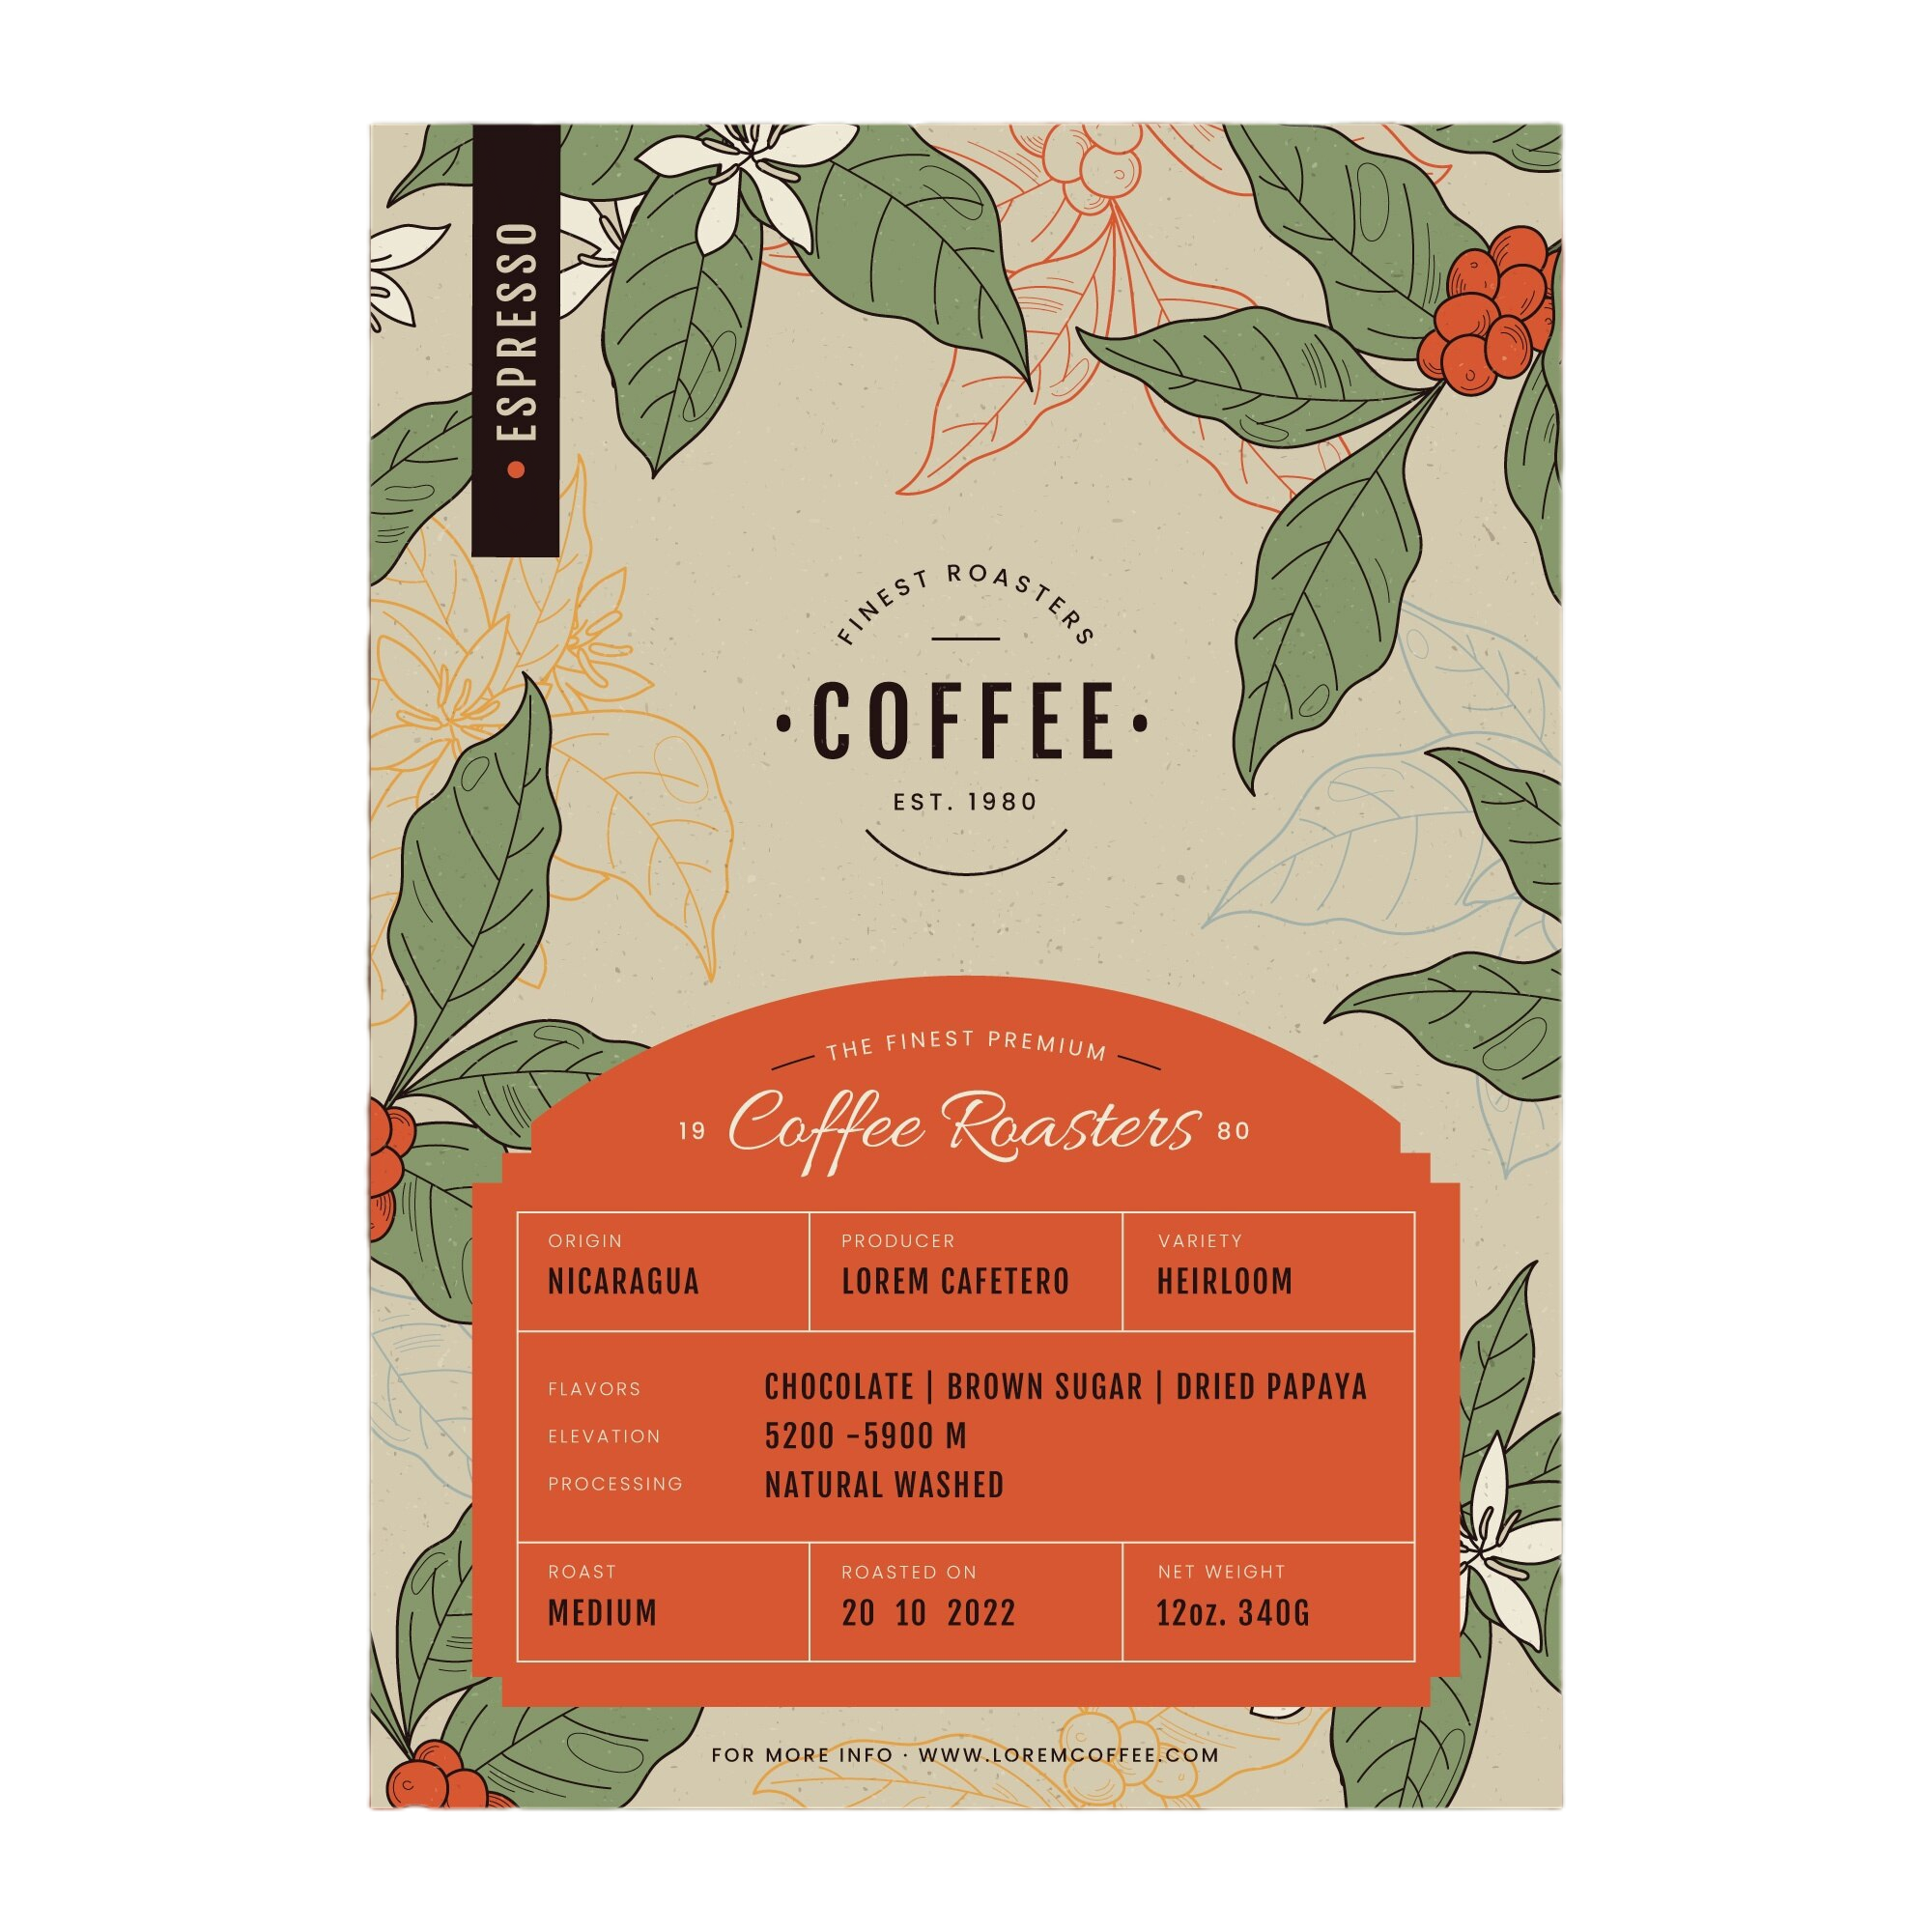 ESPRESSO
FINEST ROASTERS
•COFFEE•
EST. 1980
THE FINEST PREMIUM
19 Coffee Roasters 80
ORIGIN
NICARAGUA
PRODUCER
LOREM CAFETERO
VARIETY
HEIRLOOM
FLAVORS CHOCOLATE | BROWN SUGAR | DRIED PAPAYA
ELEVATION 5200 -5900 M
PROCESSING NATURAL WASHED
ROAST
MEDIUM
ROASTED ON
20 10 2022
NET WEIGHT
12oz. 340G
FOR MORE INFO · WWW.LOREMCOFFEE.COM